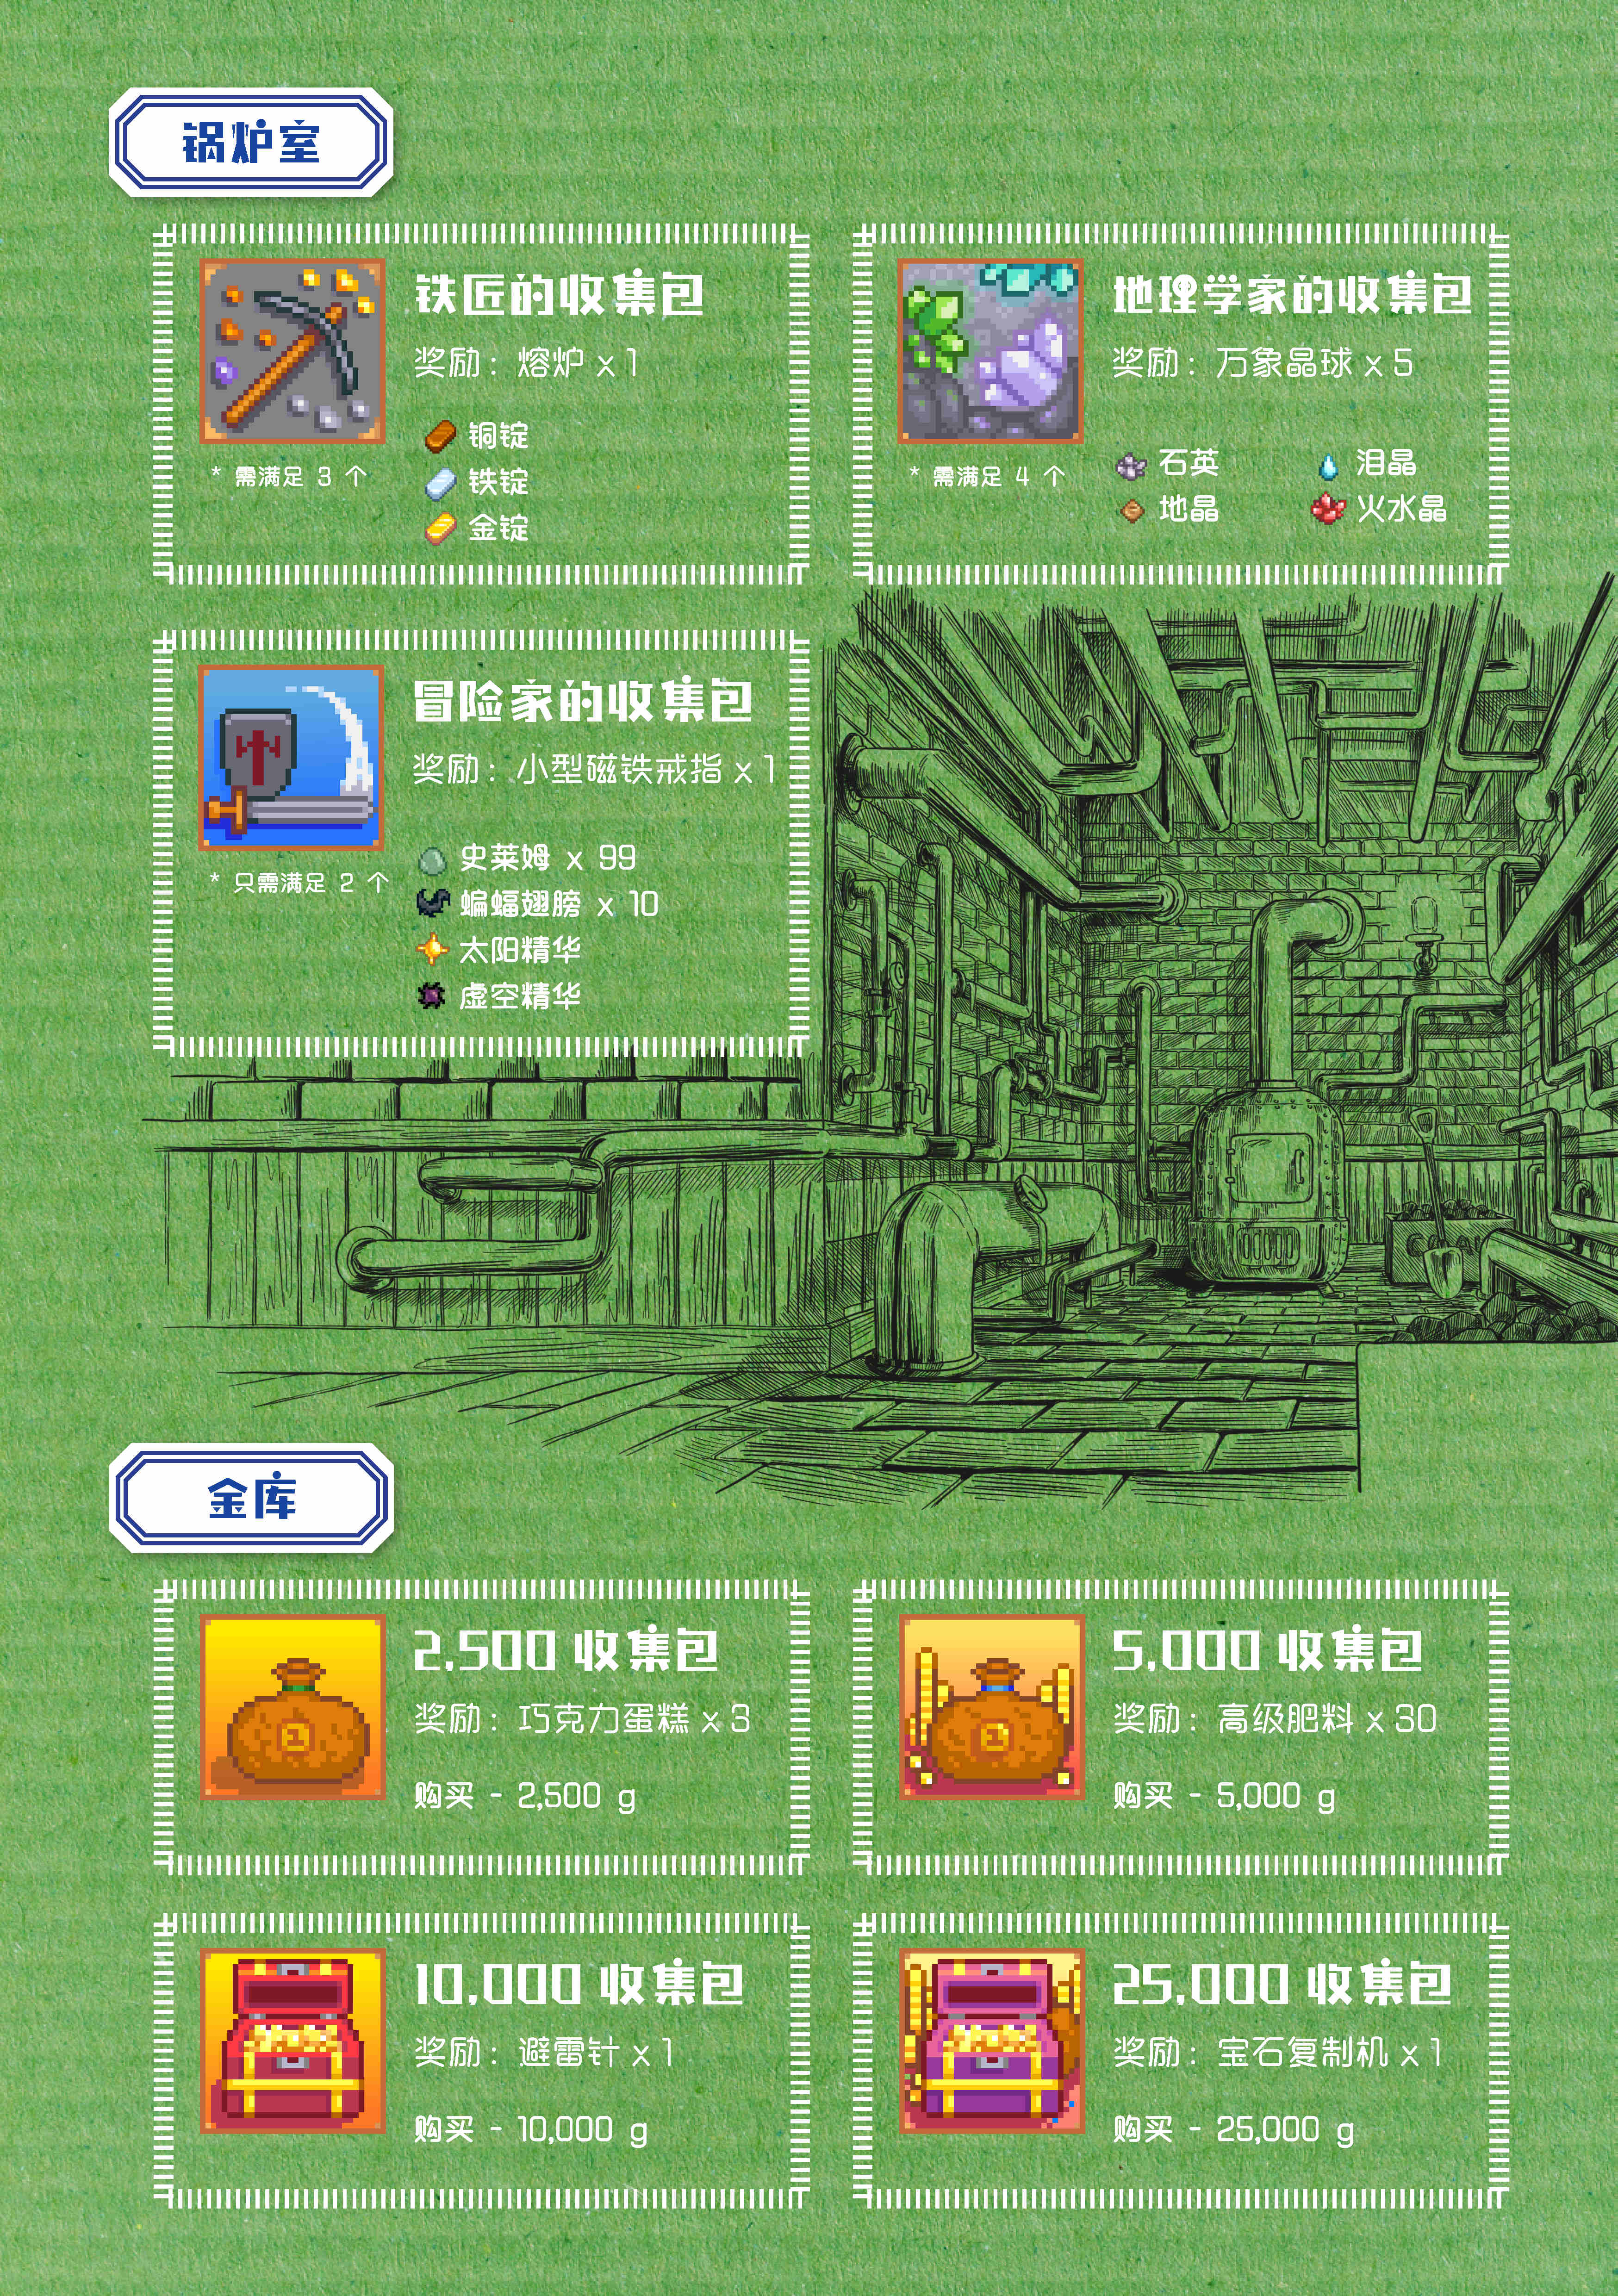 锅炉室
铁匠的收集包
奖励：熔炉 x 1
* 需满足 3 个
铜锭
铁锭
金锭
地理学家的收集包
奖励：万象晶球 x 5
* 需满足 4 个
石英
泪晶
地晶
火水晶
冒险家的收集包
奖励：小型磁铁戒指 x 1
* 只需满足 2 个
史莱姆 x 99
蝙蝠翅膀 x 10
太阳精华
虚空精华
COAL
金库
2,500 收集包
奖励：巧克力蛋糕 x 3
购买 - 2,500 g
5,000 收集包
奖励：高级肥料 x 30
购买 - 5,000 g
10,000 收集包
奖励：避雷针 x 1
购买 - 10,000 g
25,000 收集包
奖励：宝石复制机 x 1
购买 - 25,000 g